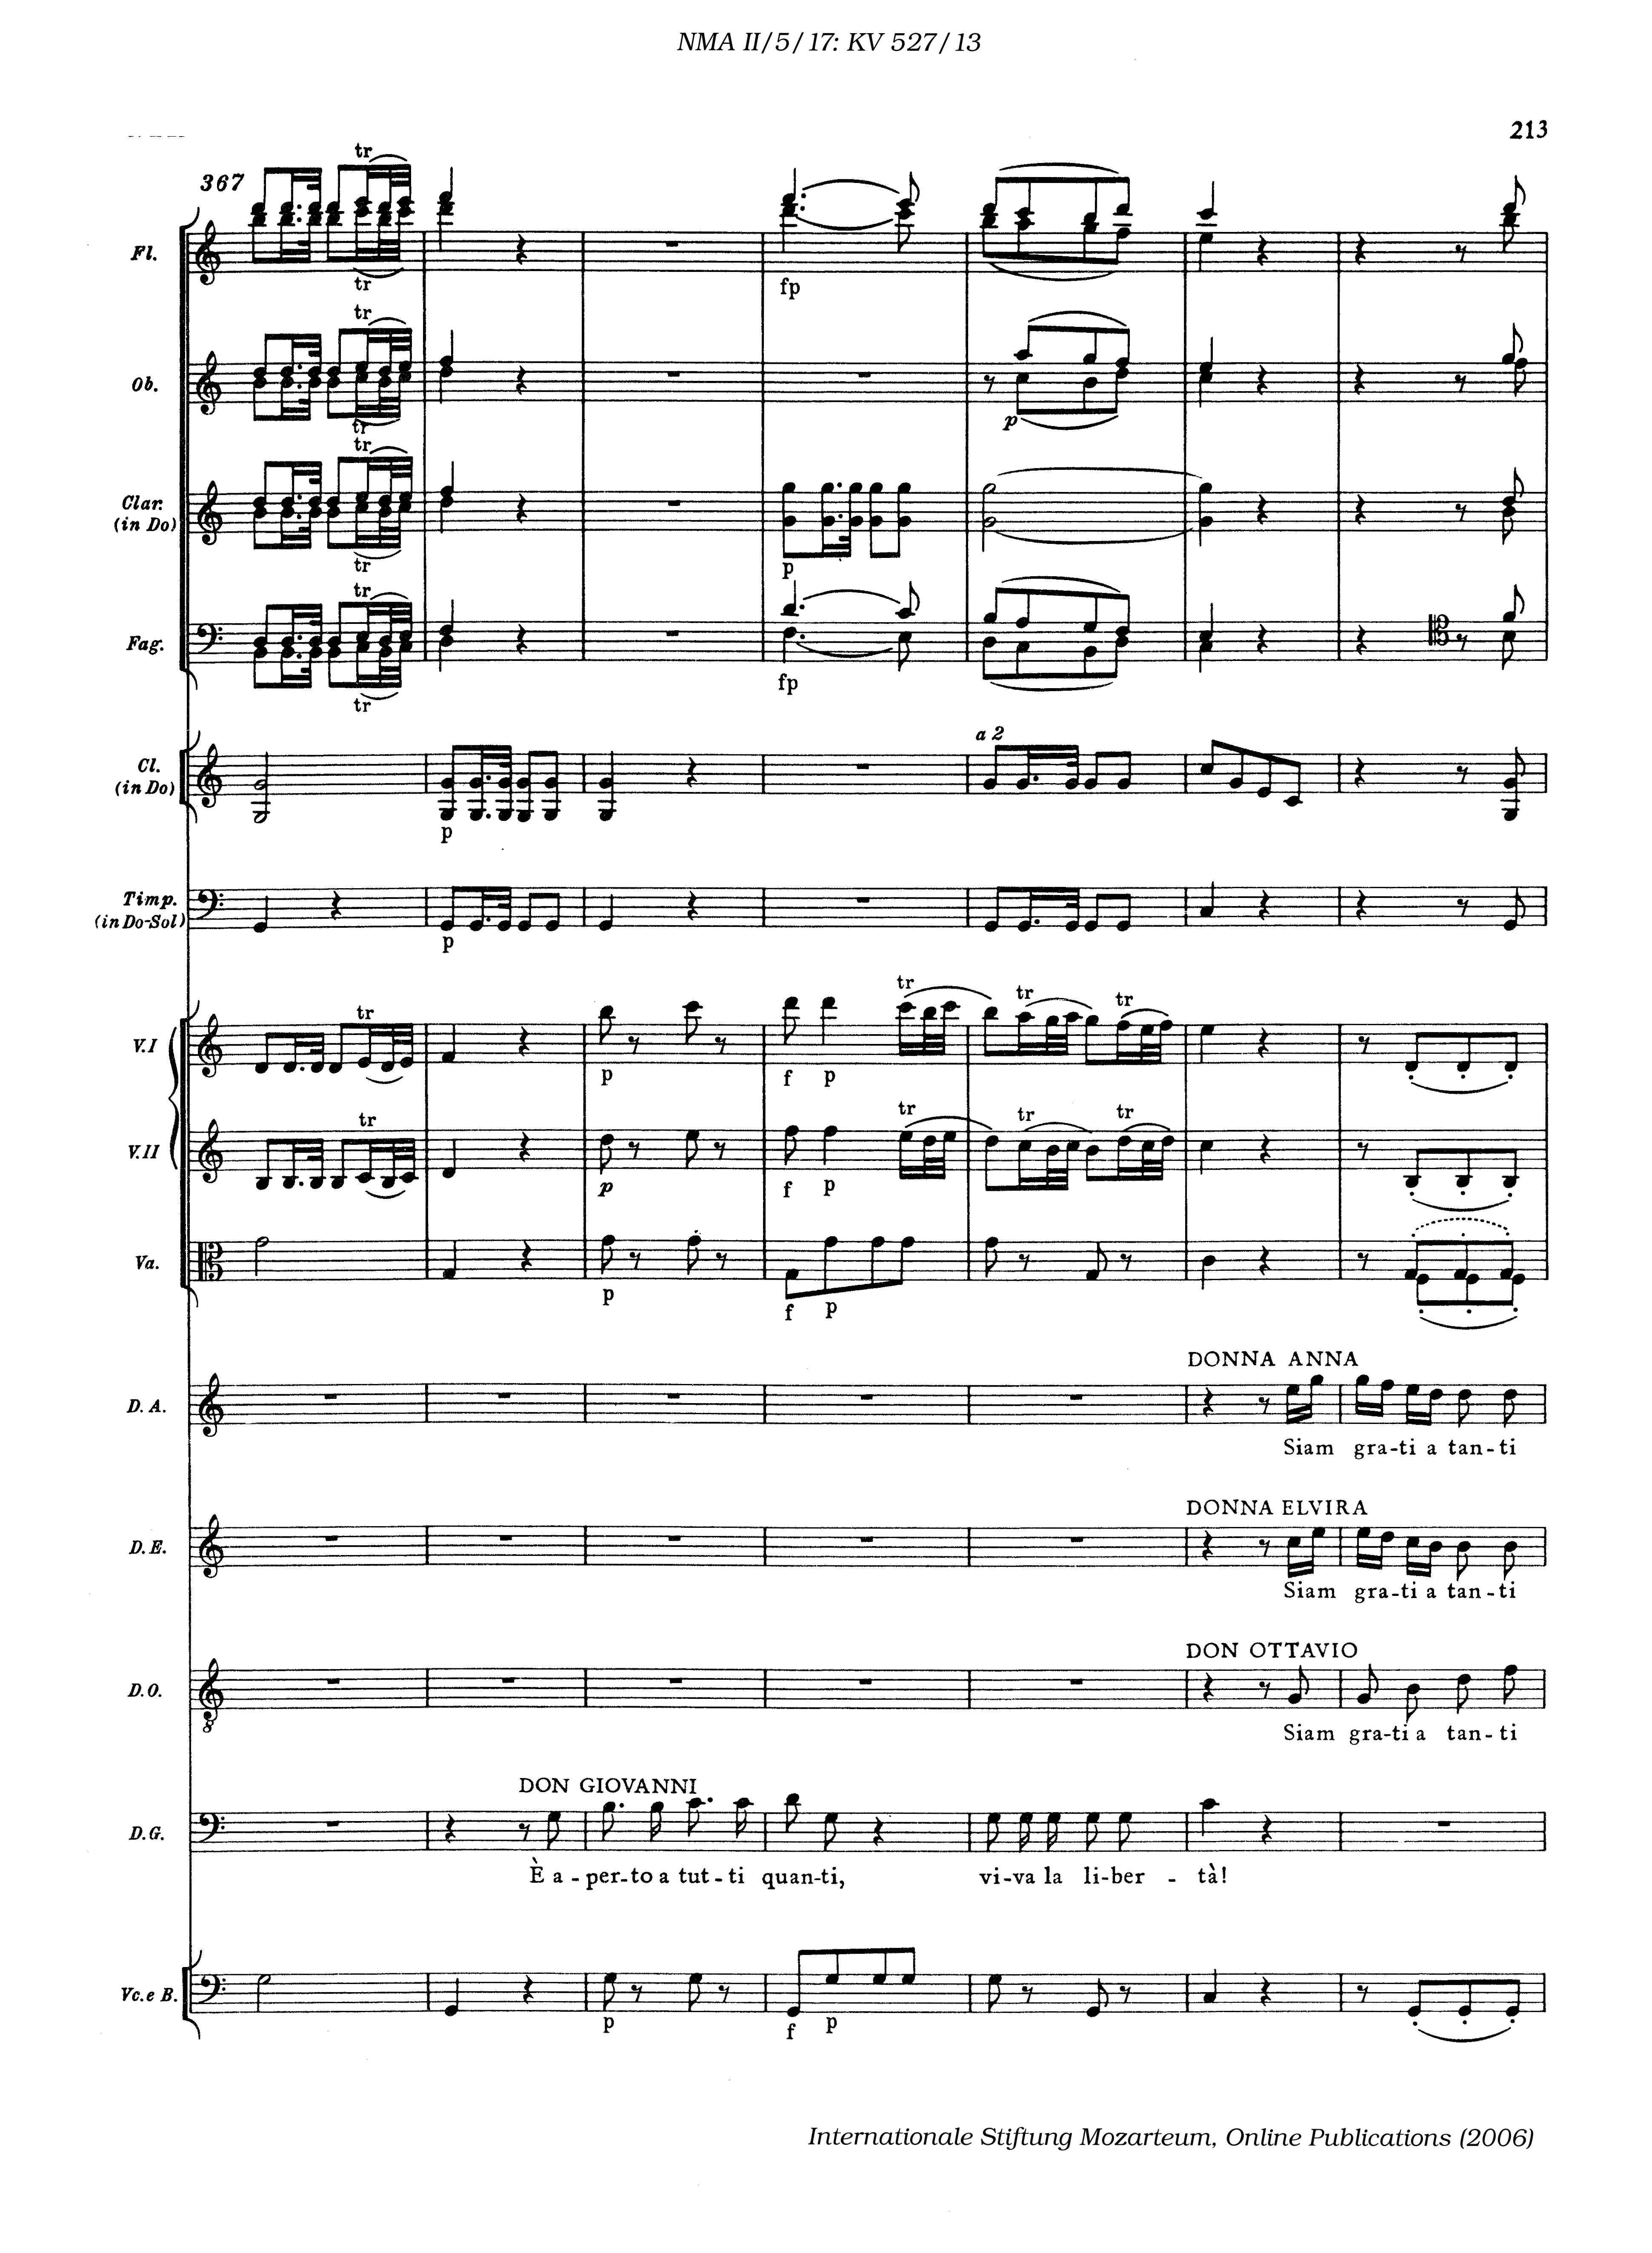 NMA II/5/17: KV 527/13
213
367
tr
Fl.
tr
fp
tr
Ob.
tr
p
tr
Clar.
(in Do)
tr
p
tr
Fag.
tr
fp
a 2
Cl.
(in Do)
p
Timp.
(in Do-Sol)
p
tr tr tr
V.I
tr
p f p
tr tr tr
V.II
tr
p f p
Va.
p f p
DONNA ANNA
D. A.
Siam gra-ti a tan-ti
DONNA ELVIRA
D. E.
Siam gra-ti a tan-ti
DON OTTAVIO
D.O.
8
Siam gra-ti a tan-ti
DON GIOVANNI
D.G.
È a-per-to a tut-ti quan-ti, vi-va la li-ber - tà!
Vc.e B.
p f p
Internationale Stiftung Mozarteum, Online Publications (2006)